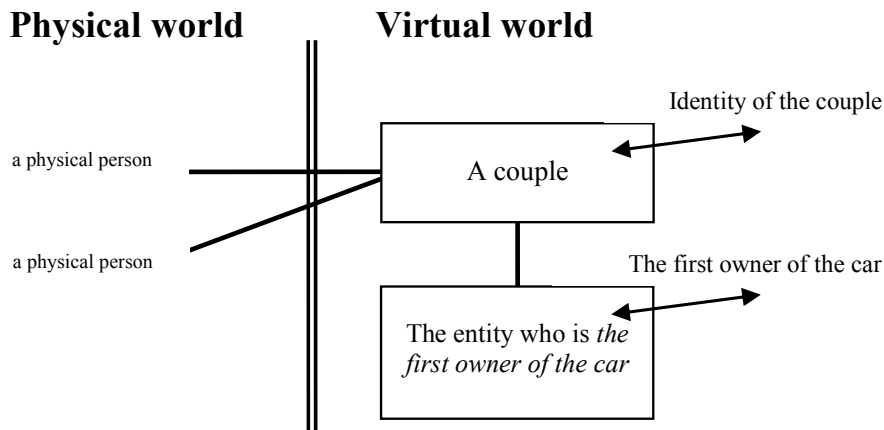 Physical world
Virtual world
Identity of the couple
a physical person
A couple
a physical person
The first owner of the car
The entity who is the
first owner of the car